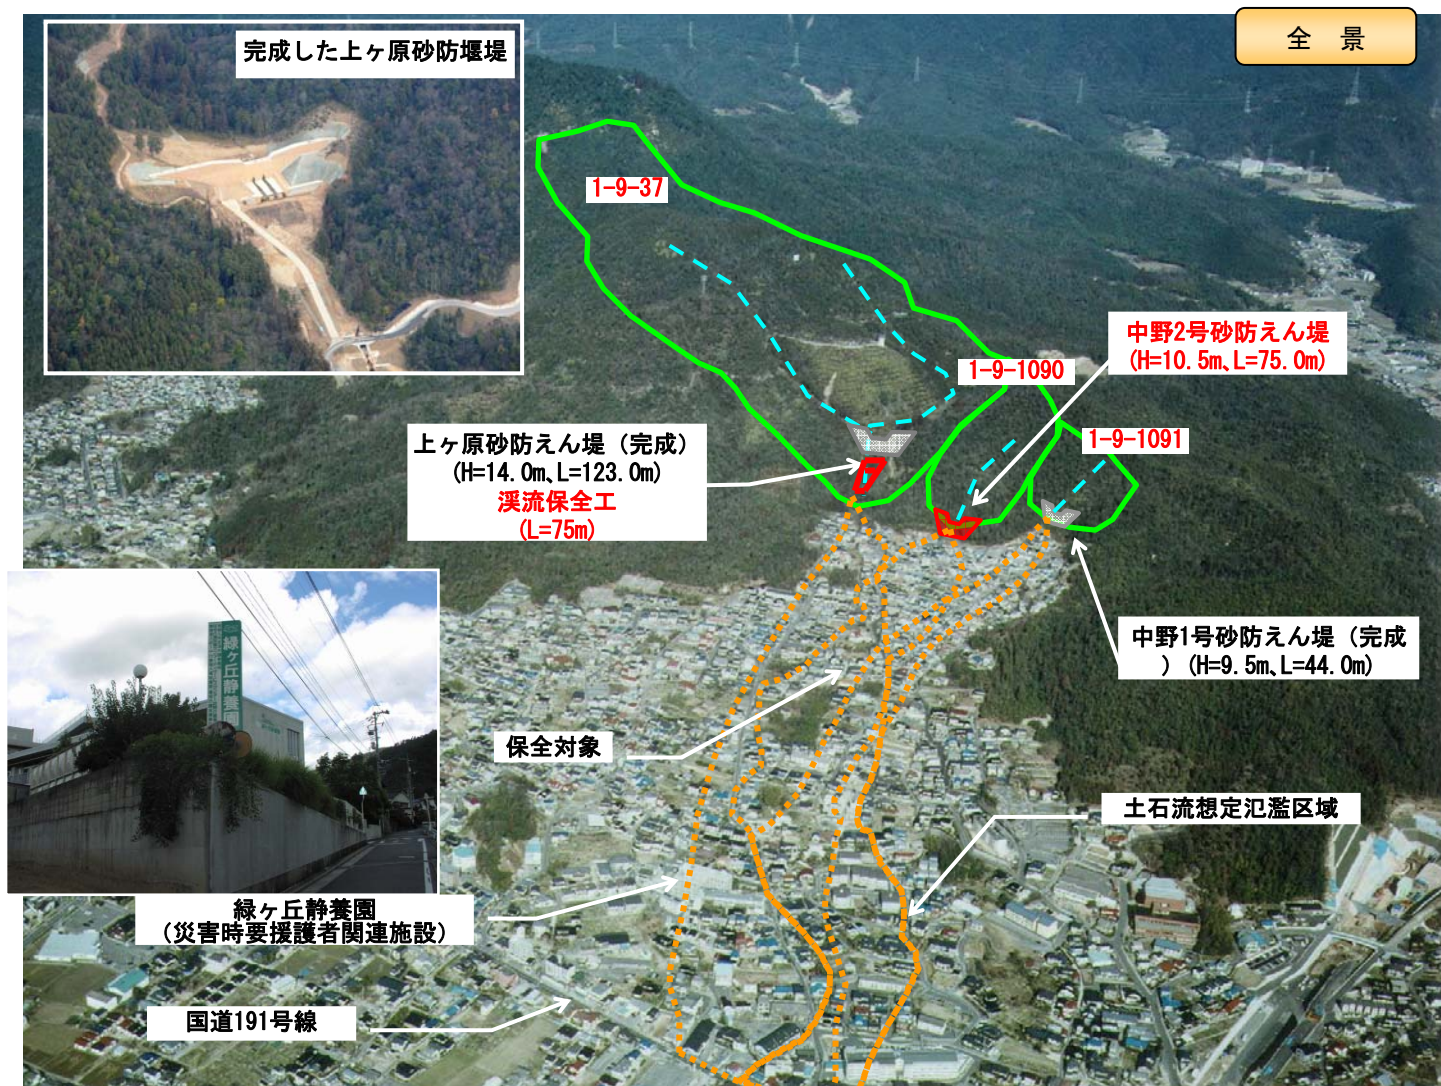 全　景
完成した上ヶ原砂防堰堤
1-9-37
中野2号砂防えん堤
(H=10.5m、L=75.0m)
1-9-1090
上ヶ原砂防えん堤（完成）
(H=14.0m、L=123.0m)
渓流保全工
(L=75m)
1-9-1091
中野1号砂防えん堤（完成
）(H=9.5m、L=44.0m)
緑ヶ丘静養園
保全対象
土石流想定氾濫区域
緑ヶ丘静養園
（災害時要援護者関連施設）
国道191号線